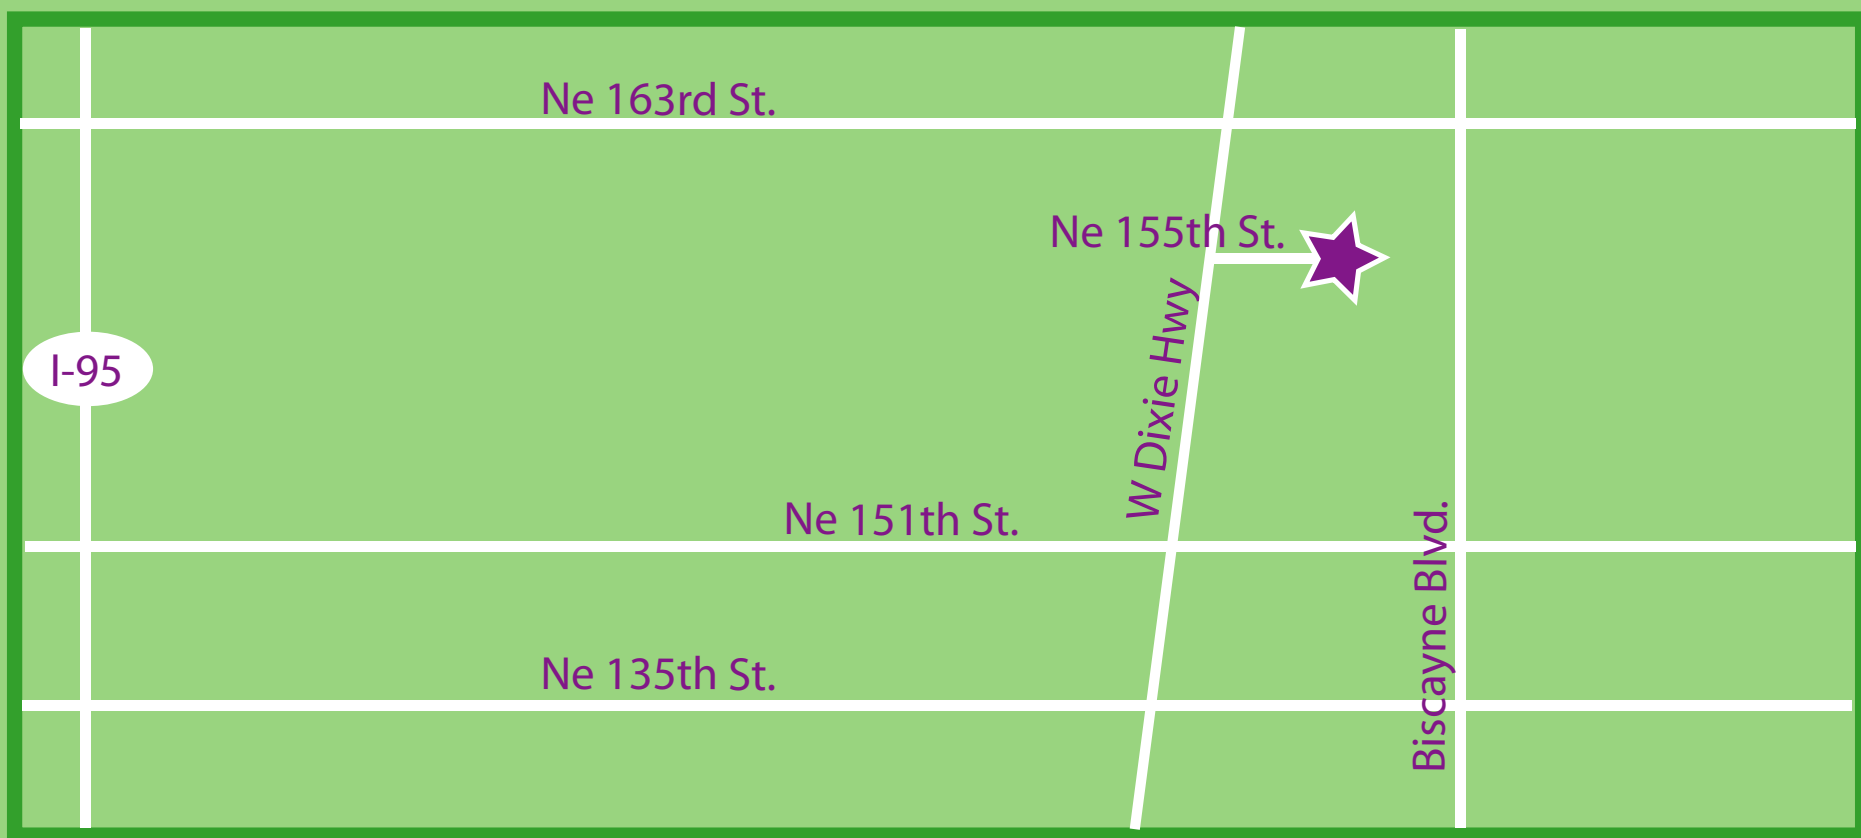 Ne 163rd St.
Ne 155th St.
W Dixie Hwy
I-95
Ne 151th St.
Biscayne Blvd.
Ne 135th St.